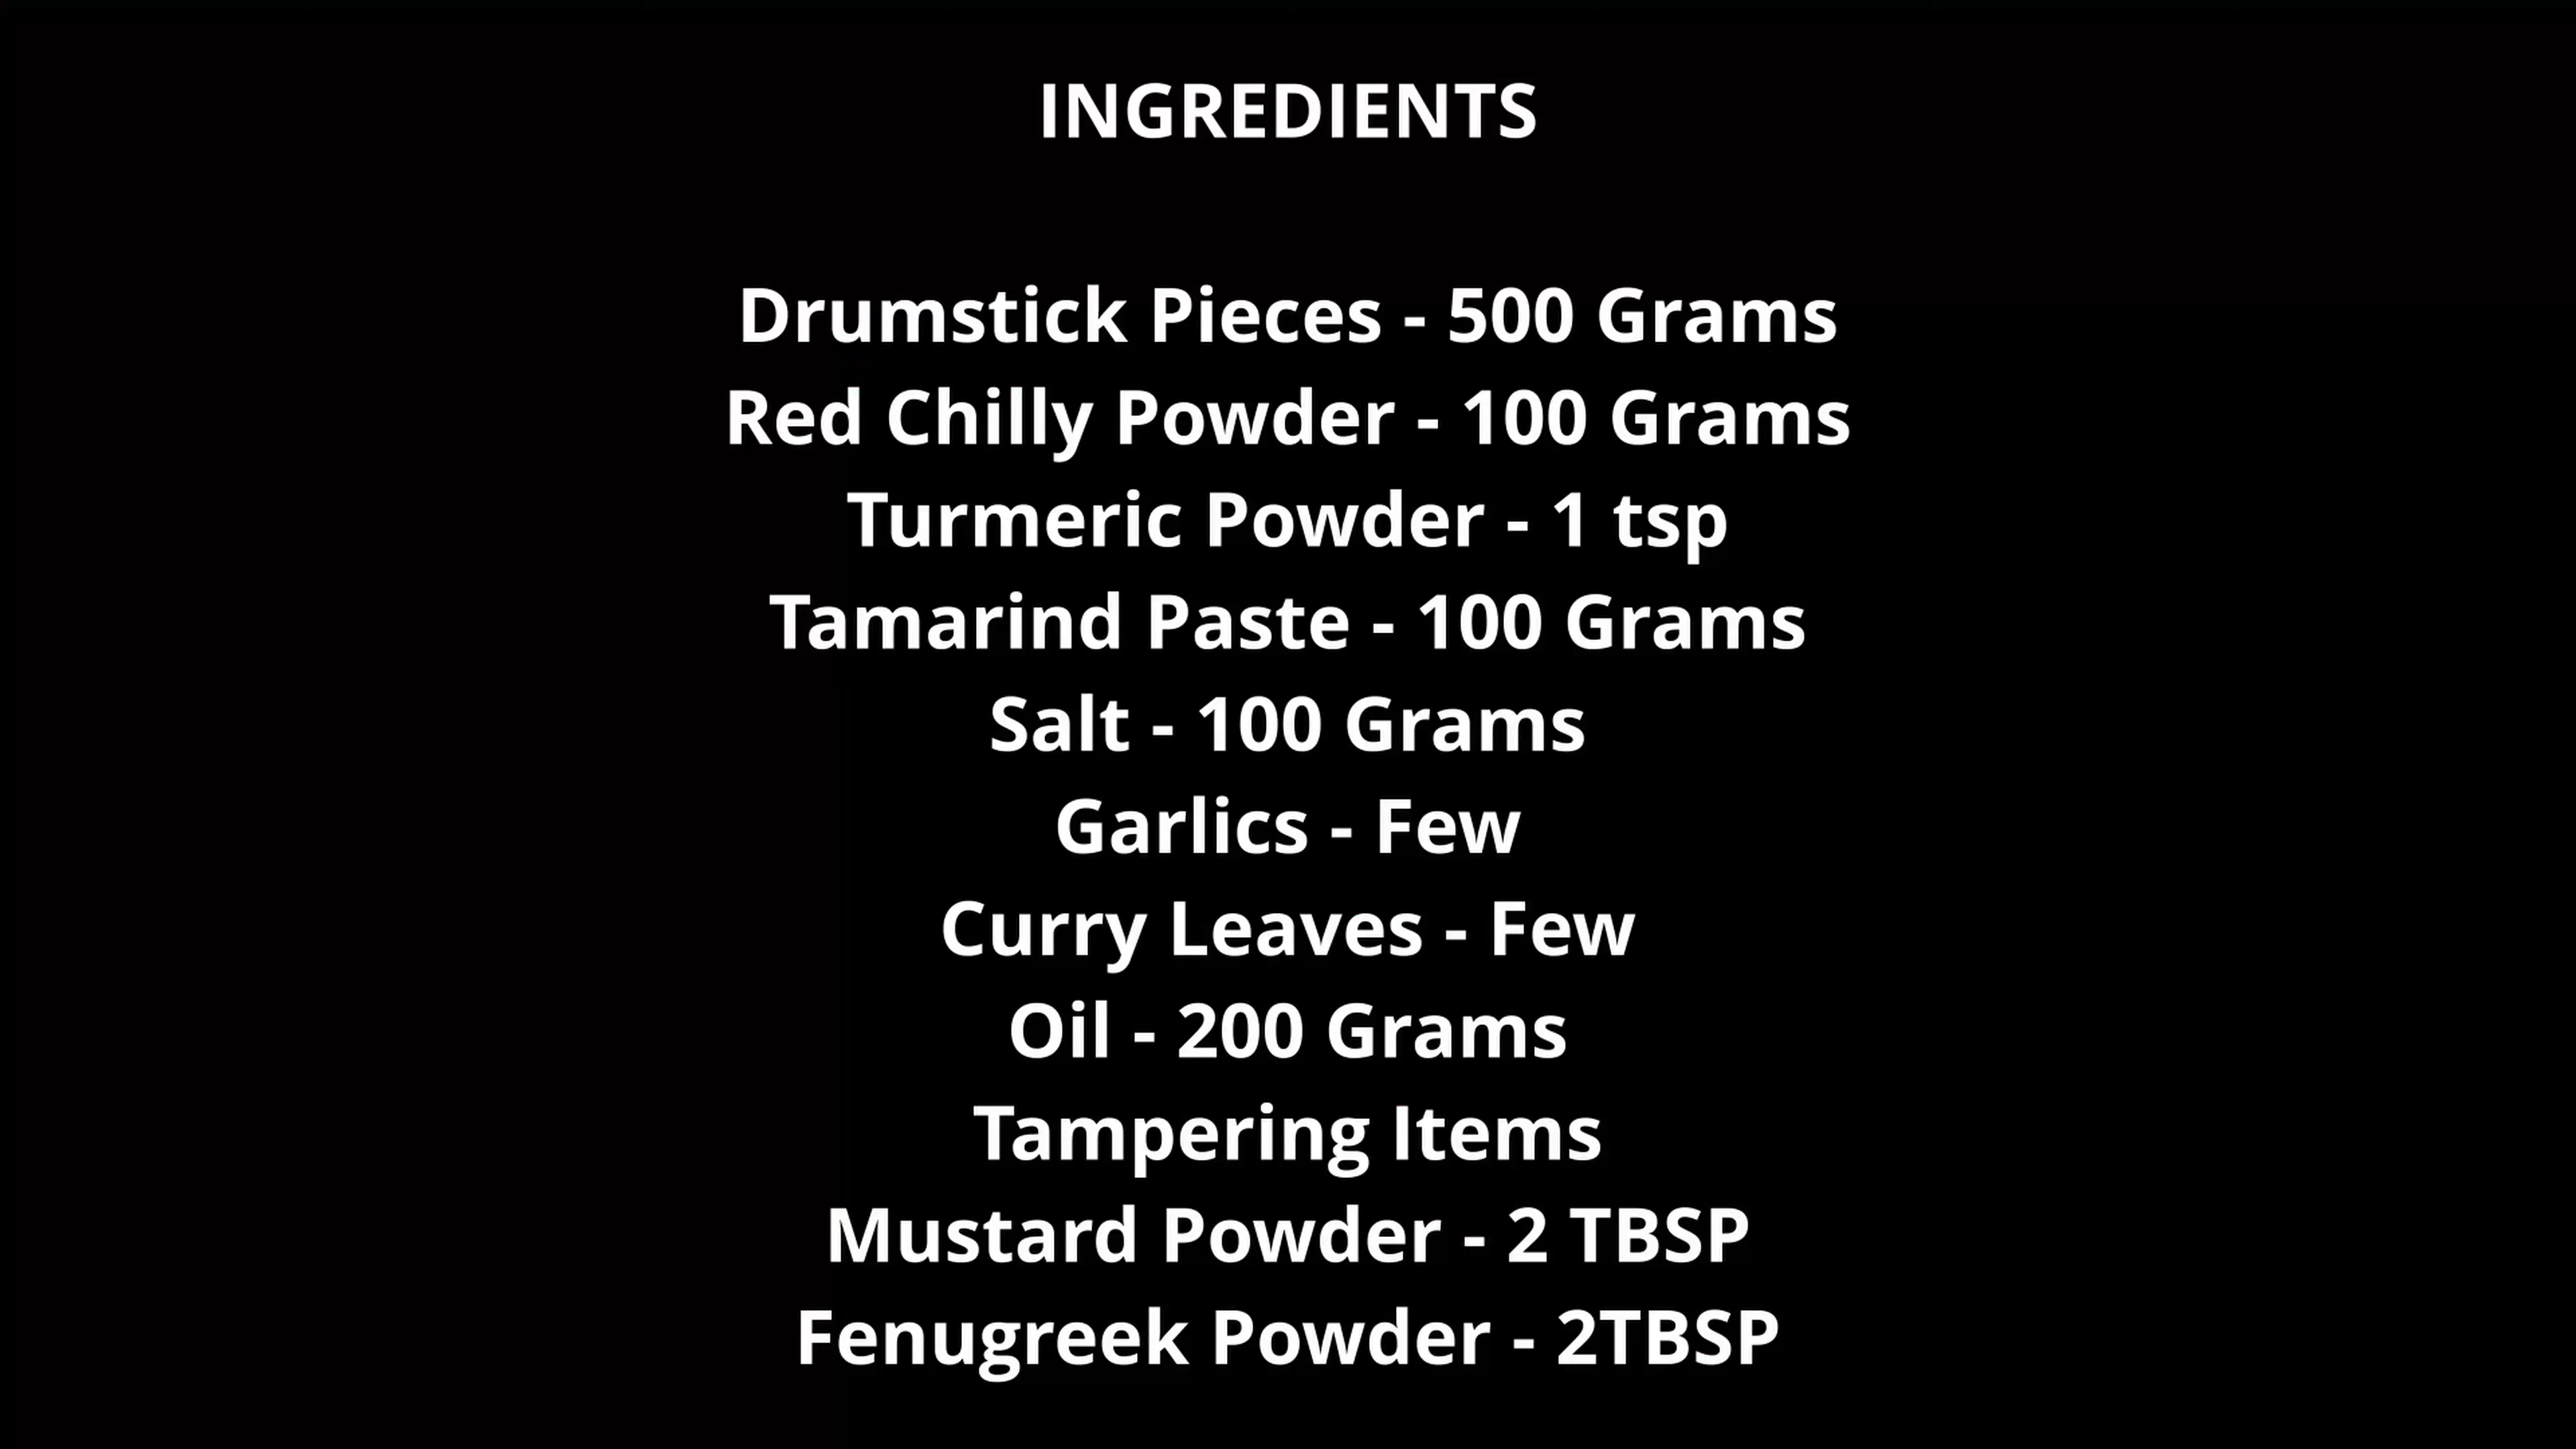 INGREDIENTS
Drumstick Pieces - 500 Grams
Red Chilly Powder - 100 Grams
Turmeric Powder - 1 tsp
Tamarind Paste - 100 Grams
Salt - 100 Grams
Garlics - Few
Curry Leaves - Few
Oil - 200 Grams
Tampering Items
Mustard Powder - 2 TBSP
Fenugreek Powder - 2TBSP